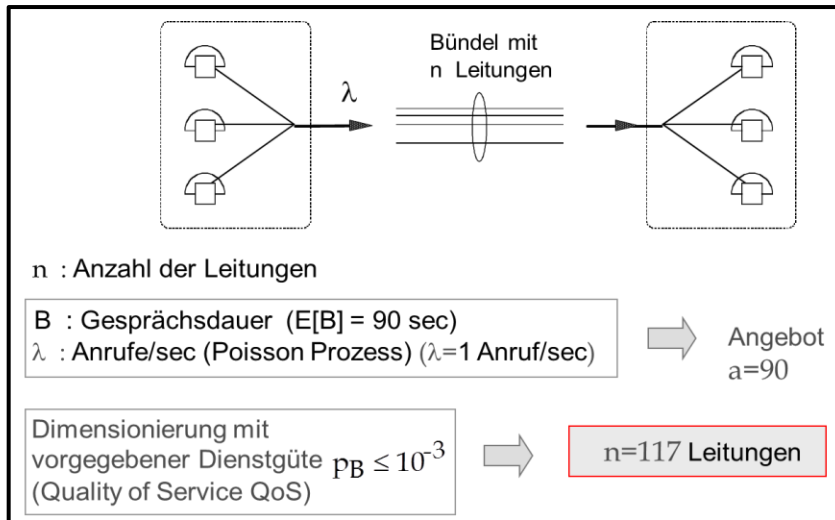 Bündel mit
n Leitungen
λ
n : Anzahl der Leitungen
B : Gesprächsdauer (E[B] = 90 sec)
λ : Anrufe/sec (Poisson Prozess) (λ=1 Anruf/sec)
Angebot
a=90
Dimensionierung mit
vorgegebener Dienstgüte pB ≤ 10⁻³
(Quality of Service QoS)
n=117 Leitungen